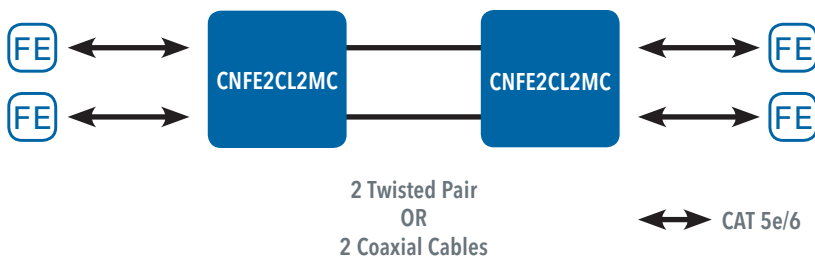 FE
CNFE2CL2MC
CNFE2CL2MC
FE
FE
FE
2 Twisted Pair
OR
2 Coaxial Cables
CAT 5e/6